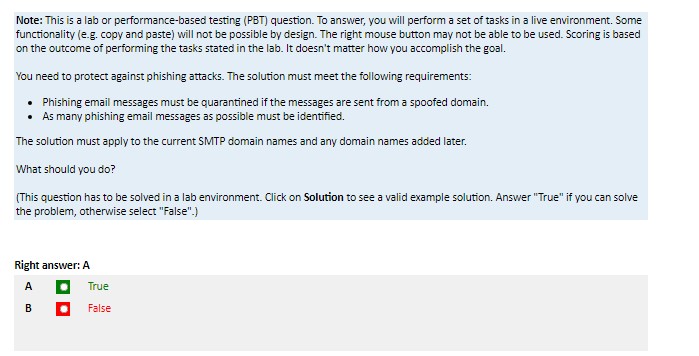 Note: This is a lab or performance-based testing (PBT) question. To answer, you will perform a set of tasks in a live environment. Some
functionality (e.g. copy and paste) will not be possible by design. The right mouse button may not be able to be used. Scoring is based
on the outcome of performing the tasks stated in the lab. It doesn't matter how you accomplish the goal.
You need to protect against phishing attacks. The solution must meet the following requirements:
• Phishing email messages must be quarantined if the messages are sent from a spoofed domain.
• As many phishing email messages as possible must be identified.
The solution must apply to the current SMTP domain names and any domain names added later.
What should you do?
(This question has to be solved in a lab environment. Click on Solution to see a valid example solution. Answer "True" if you can solve
the problem, otherwise select "False".)
Right answer: A
A True
B False